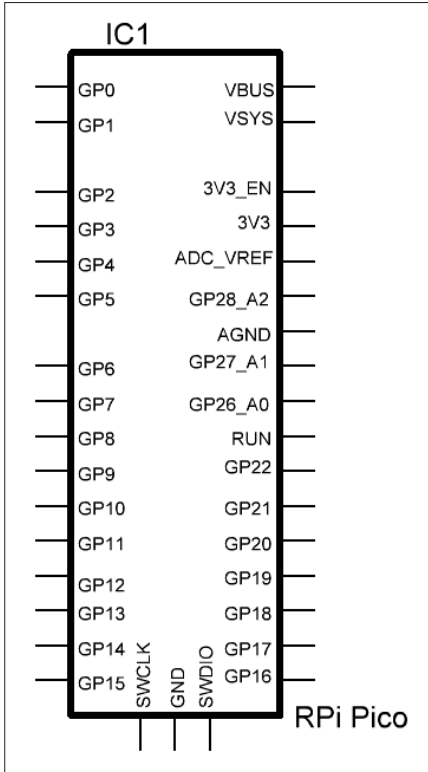 IC1
GP0
GP1
GP2
GP3
GP4
GP5
GP6
GP7
GP8
GP9
GP10
GP11
GP12
GP13
GP14
GP15
VBUS
VSYS
3V3_EN
3V3
ADC_VREF
GP28_A2
AGND
GP27_A1
GP26_A0
RUN
GP22
GP21
GP20
GP19
GP18
GP17
GP16
SWCLK
GND
SWDIO
RPi Pico